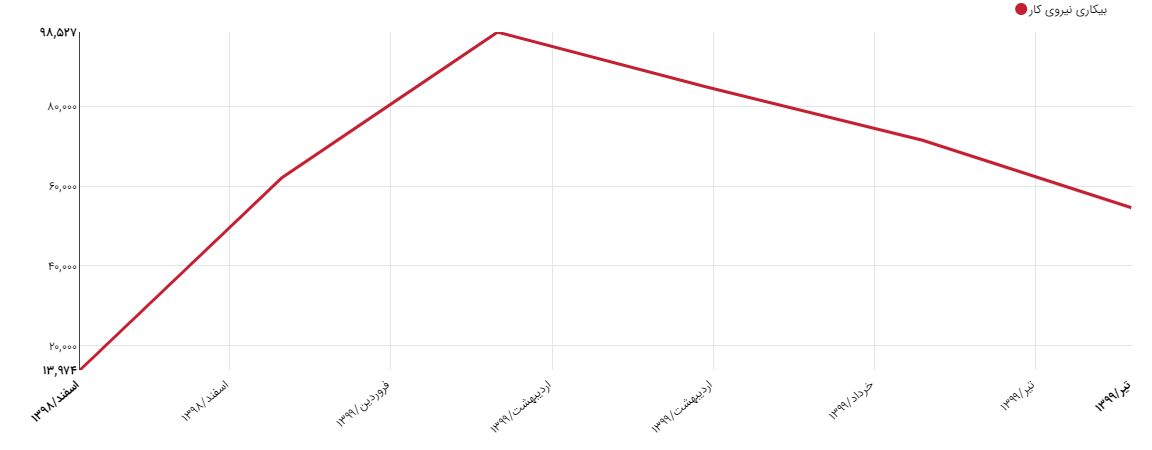 بیکاری نیروی کار
۹۸,۵۲۷
۸۰,۰۰۰
۶۰,۰۰۰
۴۰,۰۰۰
۲۰,۰۰۰
۱۳,۹۷۴
اسفند/۱۳۹۸
اسفند/۱۳۹۸
فروردین/۱۳۹۹
اردیبهشت/۱۳۹۹
اردیبهشت/۱۳۹۹
خرداد/۱۳۹۹
تیر/۱۳۹۹
تیر/۱۳۹۹